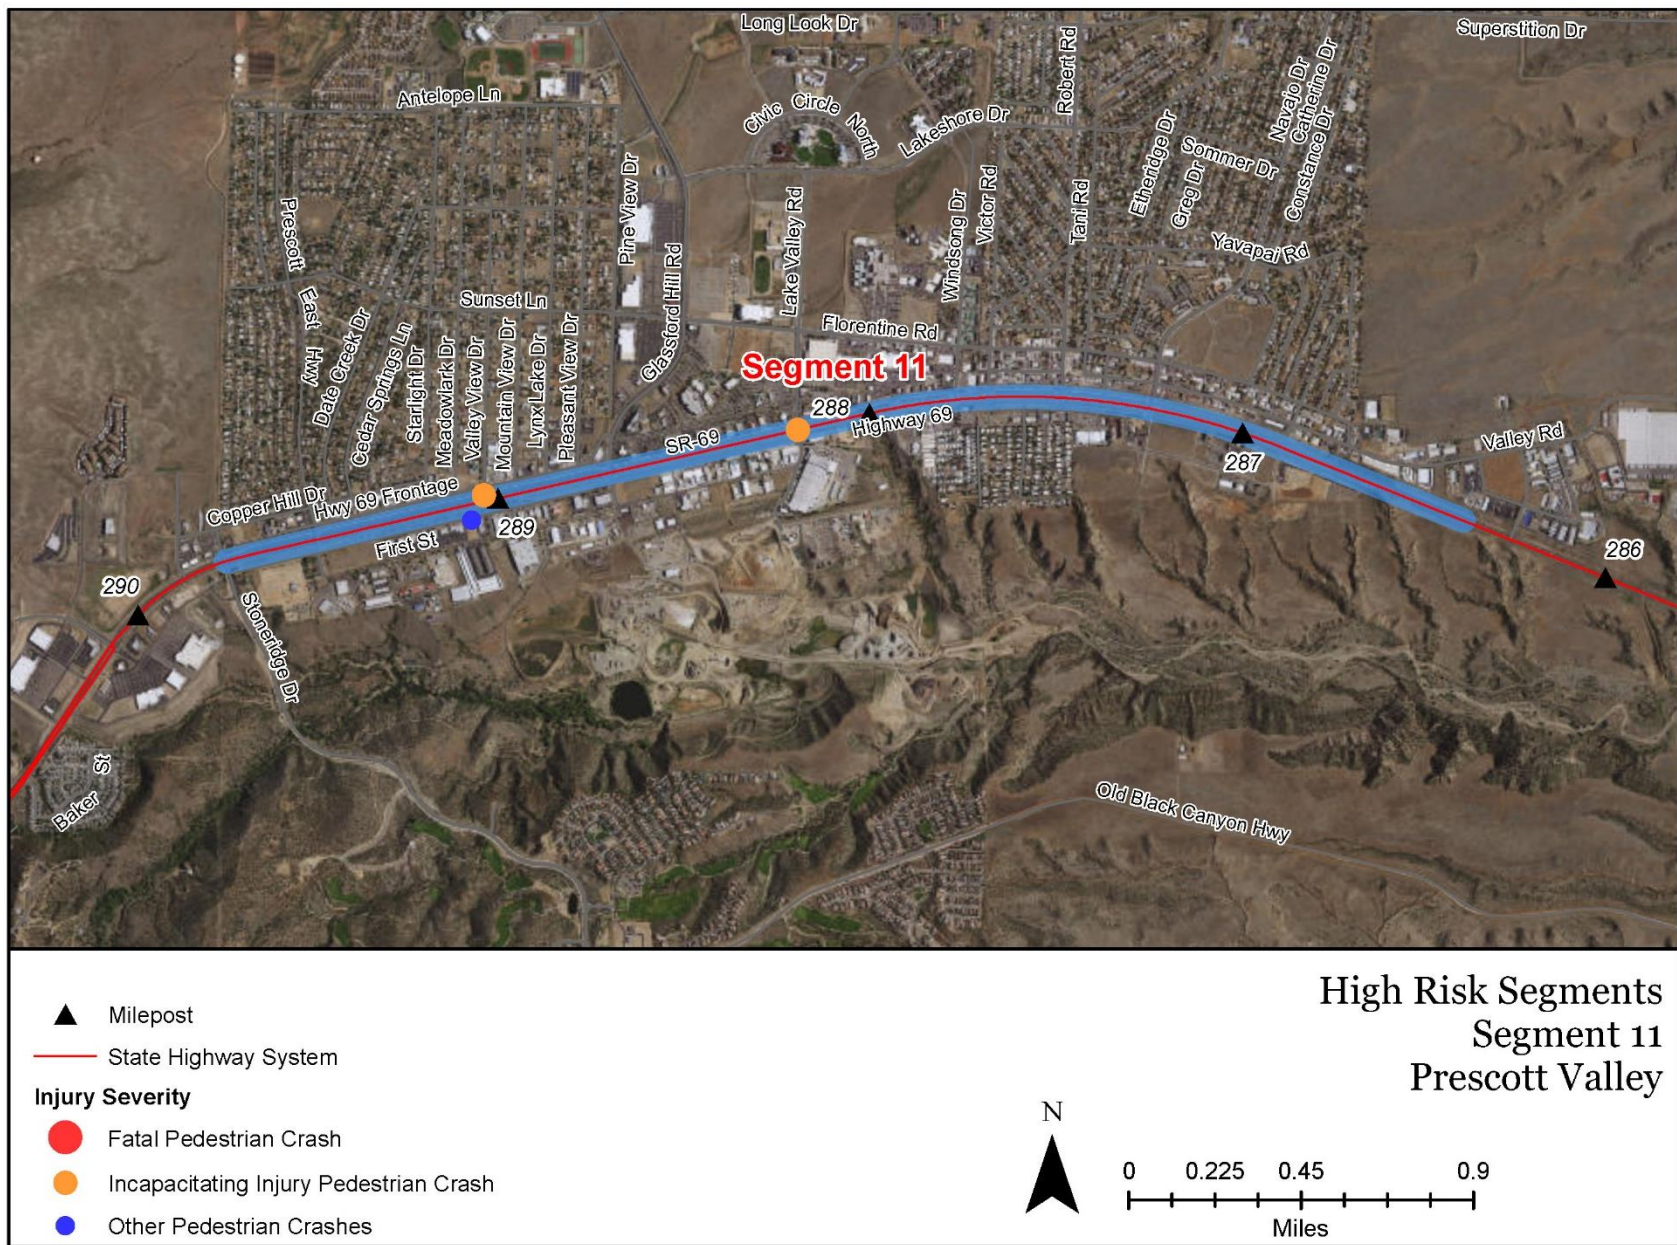 Long Look Dr
Superstition Dr
Robert Rd
Navajo Dr
Catherine Dr
Constance Dr
Antelope Ln
Civic Circle North
Lakeshore Dr
Etheridge Dr
Sommer Dr
Greg Dr
Pine View Dr
Lake Valley Rd
Victor Rd
Windsong Dr
Tani Rd
Yavapai Rd
Prescott East Hwy
Glassford Hill Rd
Sunset Ln
Florentine Rd
Date Creek Dr
Cedar Springs Ln
Starlight Dr
Meadowlark Dr
Valley View Dr
Mountain View Dr
Lynx Lake Dr
Pleasant View Dr
Segment 11
288
Highway 69
SR-69
287
Valley Rd
Copper Hill Dr
Hwy 69 Frontage
289
First St
286
290
Stoneridge Dr
Baker St
Old Black Canyon Hwy
Milepost
State Highway System
Injury Severity
Fatal Pedestrian Crash
Incapacitating Injury Pedestrian Crash
Other Pedestrian Crashes
High Risk Segments
Segment 11
Prescott Valley
N
0 0.225 0.45 0.9
Miles